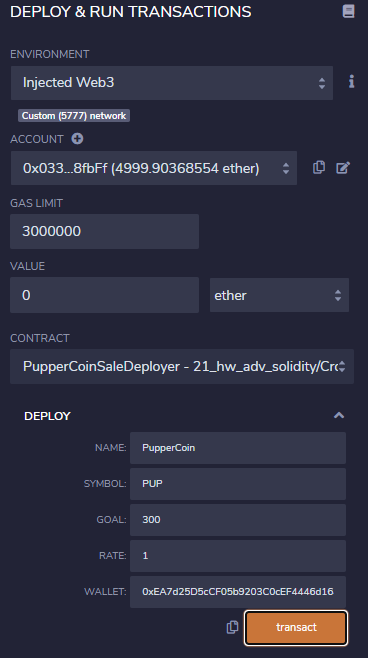 DEPLOY & RUN TRANSACTIONS
ENVIRONMENT
Injected Web3
Custom (5777) network
ACCOUNT
0x033...8fbFf (4999.90368554 ether)
GAS LIMIT
3000000
VALUE
0 ether
CONTRACT
PupperCoinSaleDeployer - 21_hw_adv_solidity/Cro
DEPLOY
NAME: PupperCoin
SYMBOL: PUP
GOAL: 300
RATE: 1
WALLET: 0xEA7d25D5cCF05b9203C0cEF4446d16
transact